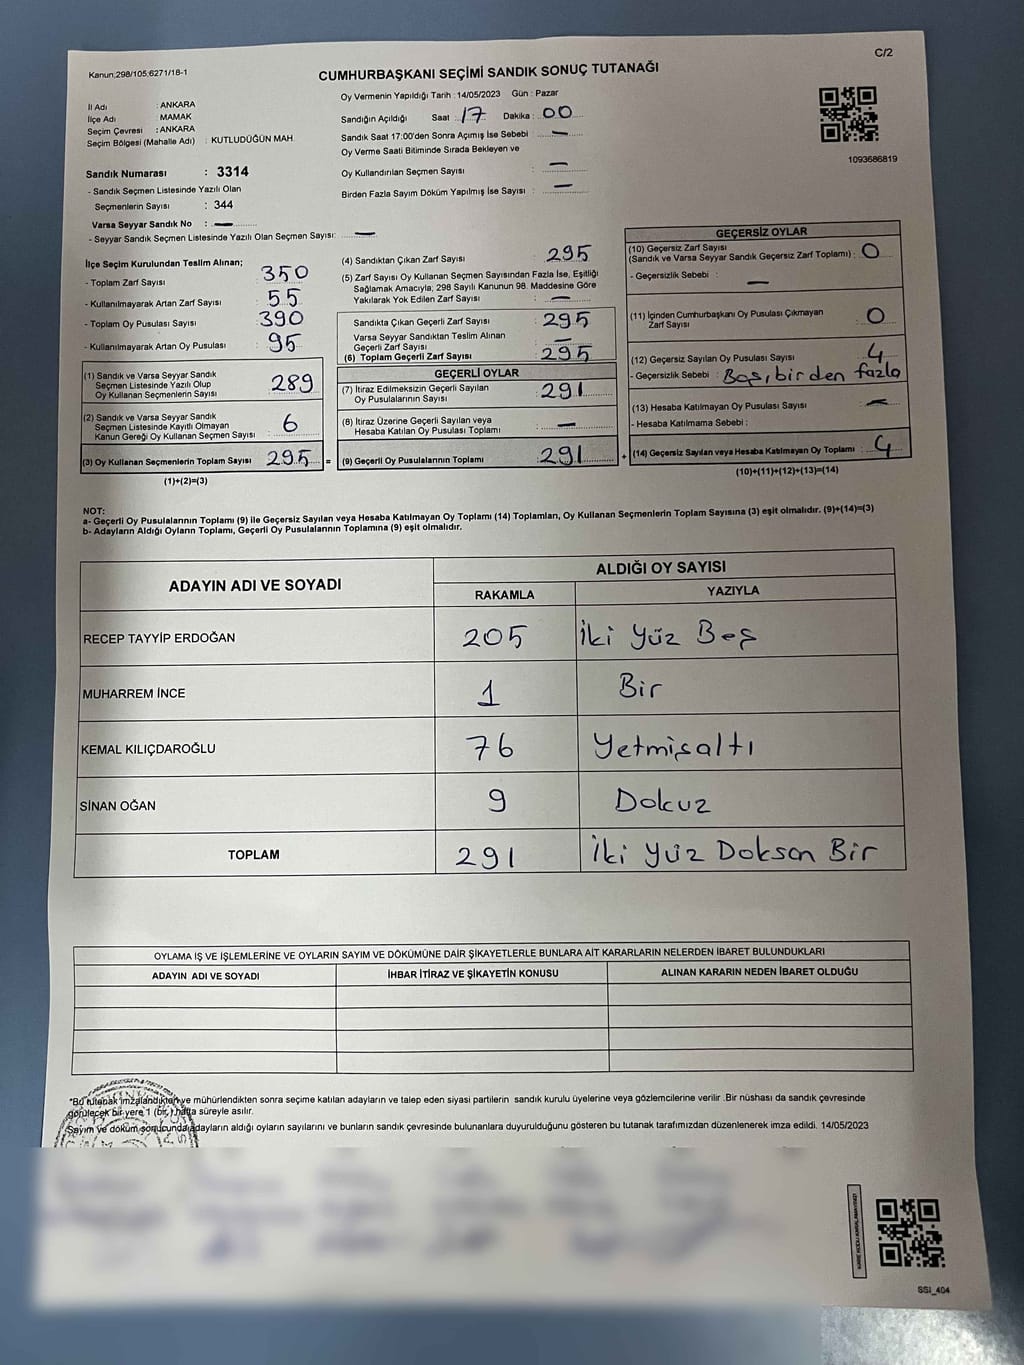 C/2
Kanun;298/105;6271/18-1
CUMHURBAŞKANI SEÇİMİ SANDIK SONUÇ TUTANAĞI
İl Adı : ANKARA
İlçe Adı : MAMAK
Seçim Çevresi : ANKARA
Seçim Bölgesi (Mahalle Adı) : KUTLUDÜĞÜN MAH.
Sandık Numarası : 3314
- Sandık Seçmen Listesinde Yazılı Olan
Seçmenlerin Sayısı : 344
Varsa Seyyar Sandık No : —
- Seyyar Sandık Seçmen Listesinde Yazılı Olan Seçmen Sayısı: —
Oy Vermenin Yapıldığı Tarih :14/05/2023 Gün : Pazar
Sandığın Açıldığı Saat : 17 Dakika : 00
Sandık Saat 17:00'den Sonra Açımış İse Sebebi : —
Oy Verme Saati Bitiminde Sırada Bekleyen ve
Oy Kullandırılan Seçmen Sayısı : —
Birden Fazla Sayım Döküm Yapılmış İse Sayısı : —
1093686819
İlçe Seçim Kurulundan Teslim Alınan;
- Toplam Zarf Sayısı : 350
- Kullanılmayarak Artan Zarf Sayısı : 55
- Toplam Oy Pusulası Sayısı : 390
- Kullanılmayarak Artan Oy Pusulası : 95
(1) Sandık ve Varsa Seyyar Sandık
Seçmen Listesinde Yazılı Olup
Oy Kullanan Seçmenlerin Sayısı : 289
(2) Sandık ve Varsa Seyyar Sandık
Seçmen Listesinde Kayıtlı Olmayan
Kanun Gereği Oy Kullanan Seçmen Sayısı : 6
(3) Oy Kullanan Seçmenlerin Toplam Sayısı : 295 =
(1)+(2)=(3)
(4) Sandıktan Çıkan Zarf Sayısı : 295
(5) Zarf Sayısı Oy Kullanan Seçmen Sayısından Fazla İse, Eşitliği
Sağlamak Amacıyla; 298 Sayılı Kanunun 98. Maddesine Göre
Yakılarak Yok Edilen Zarf Sayısı : —
Sandıkta Çıkan Geçerli Zarf Sayısı : 295
Varsa Seyyar Sandıktan Teslim Alınan
Geçerli Zarf Sayısı : —
(6) Toplam Geçerli Zarf Sayısı : 295
GEÇERLİ OYLAR
(7) İtiraz Edilmeksizin Geçerli Sayılan
Oy Pusulalarının Sayısı : 291
(8) İtiraz Üzerine Geçerli Sayılan veya
Hesaba Katılan Oy Pusulası Toplamı : —
(9) Geçerli Oy Pusulalarının Toplamı : 291 +
GEÇERSİZ OYLAR
(10) Geçersiz Zarf Sayısı
(Sandık ve Varsa Seyyar Sandık Geçersiz Zarf Toplamı) : 0
- Geçersizlik Sebebi : —
(11) İçinden Cumhurbaşkanı Oy Pusulası Çıkmayan
Zarf Sayısı : 0
(12) Geçersiz Sayılan Oy Pusulası Sayısı : 4
- Geçersizlik Sebebi : Boş, birden fazla
(13) Hesaba Katılmayan Oy Pusulası Sayısı : —
- Hesaba Katılmama Sebebi :
(14) Geçersiz Sayılan veya Hesaba Katılmayan Oy Toplamı : 4
(10)+(11)+(12)+(13)=(14)
NOT:
a- Geçerli Oy Pusulalarının Toplamı (9) ile Geçersiz Sayılan veya Hesaba Katılmayan Oy Toplamı (14) Toplamları, Oy Kullanan Seçmenlerin Toplam Sayısına (3) eşit olmalıdır. (9)+(14)=(3)
b- Adayların Aldığı Oyların Toplamı, Geçerli Oy Pusulalarının Toplamına (9) eşit olmalıdır.
ADAYIN ADI VE SOYADI
ALDIĞI OY SAYISI
RAKAMLA YAZIYLA
RECEP TAYYİP ERDOĞAN 205 İki Yüz Beş
MUHARREM İNCE 1 Bir
KEMAL KILIÇDAROĞLU 76 Yetmişaltı
SİNAN OĞAN 9 Dokuz
TOPLAM 291 İki Yüz Doksan Bir
OYLAMA İŞ VE İŞLEMLERİNE VE OYLARIN SAYIM VE DÖKÜMÜNE DAİR ŞİKAYETLERLE BUNLARA AİT KARARLARIN NELERDEN İBARET BULUNDUKLARI
ADAYIN ADI VE SOYADI İHBAR İTİRAZ VE ŞİKAYETİN KONUSU ALINAN KARARIN NEDEN İBARET OLDUĞU
"Bu tutanak imzalandıktan ve mühürlendikten sonra seçime katılan adayların ve talep eden siyasi partilerin sandık kurulu üyelerine veya gözlemcilerine verilir .Bir nüshası da sandık çevresinde
görülecek bir yere 1 (bir ) hafta süreyle asılır.
Sayım ve döküm sonucunda adayların aldığı oyların sayılarını ve bunların sandık çevresinde bulunanlara duyurulduğunu gösteren bu tutanak tarafımızdan düzenlenerek imza edildi. 14/05/2023
SSI_404